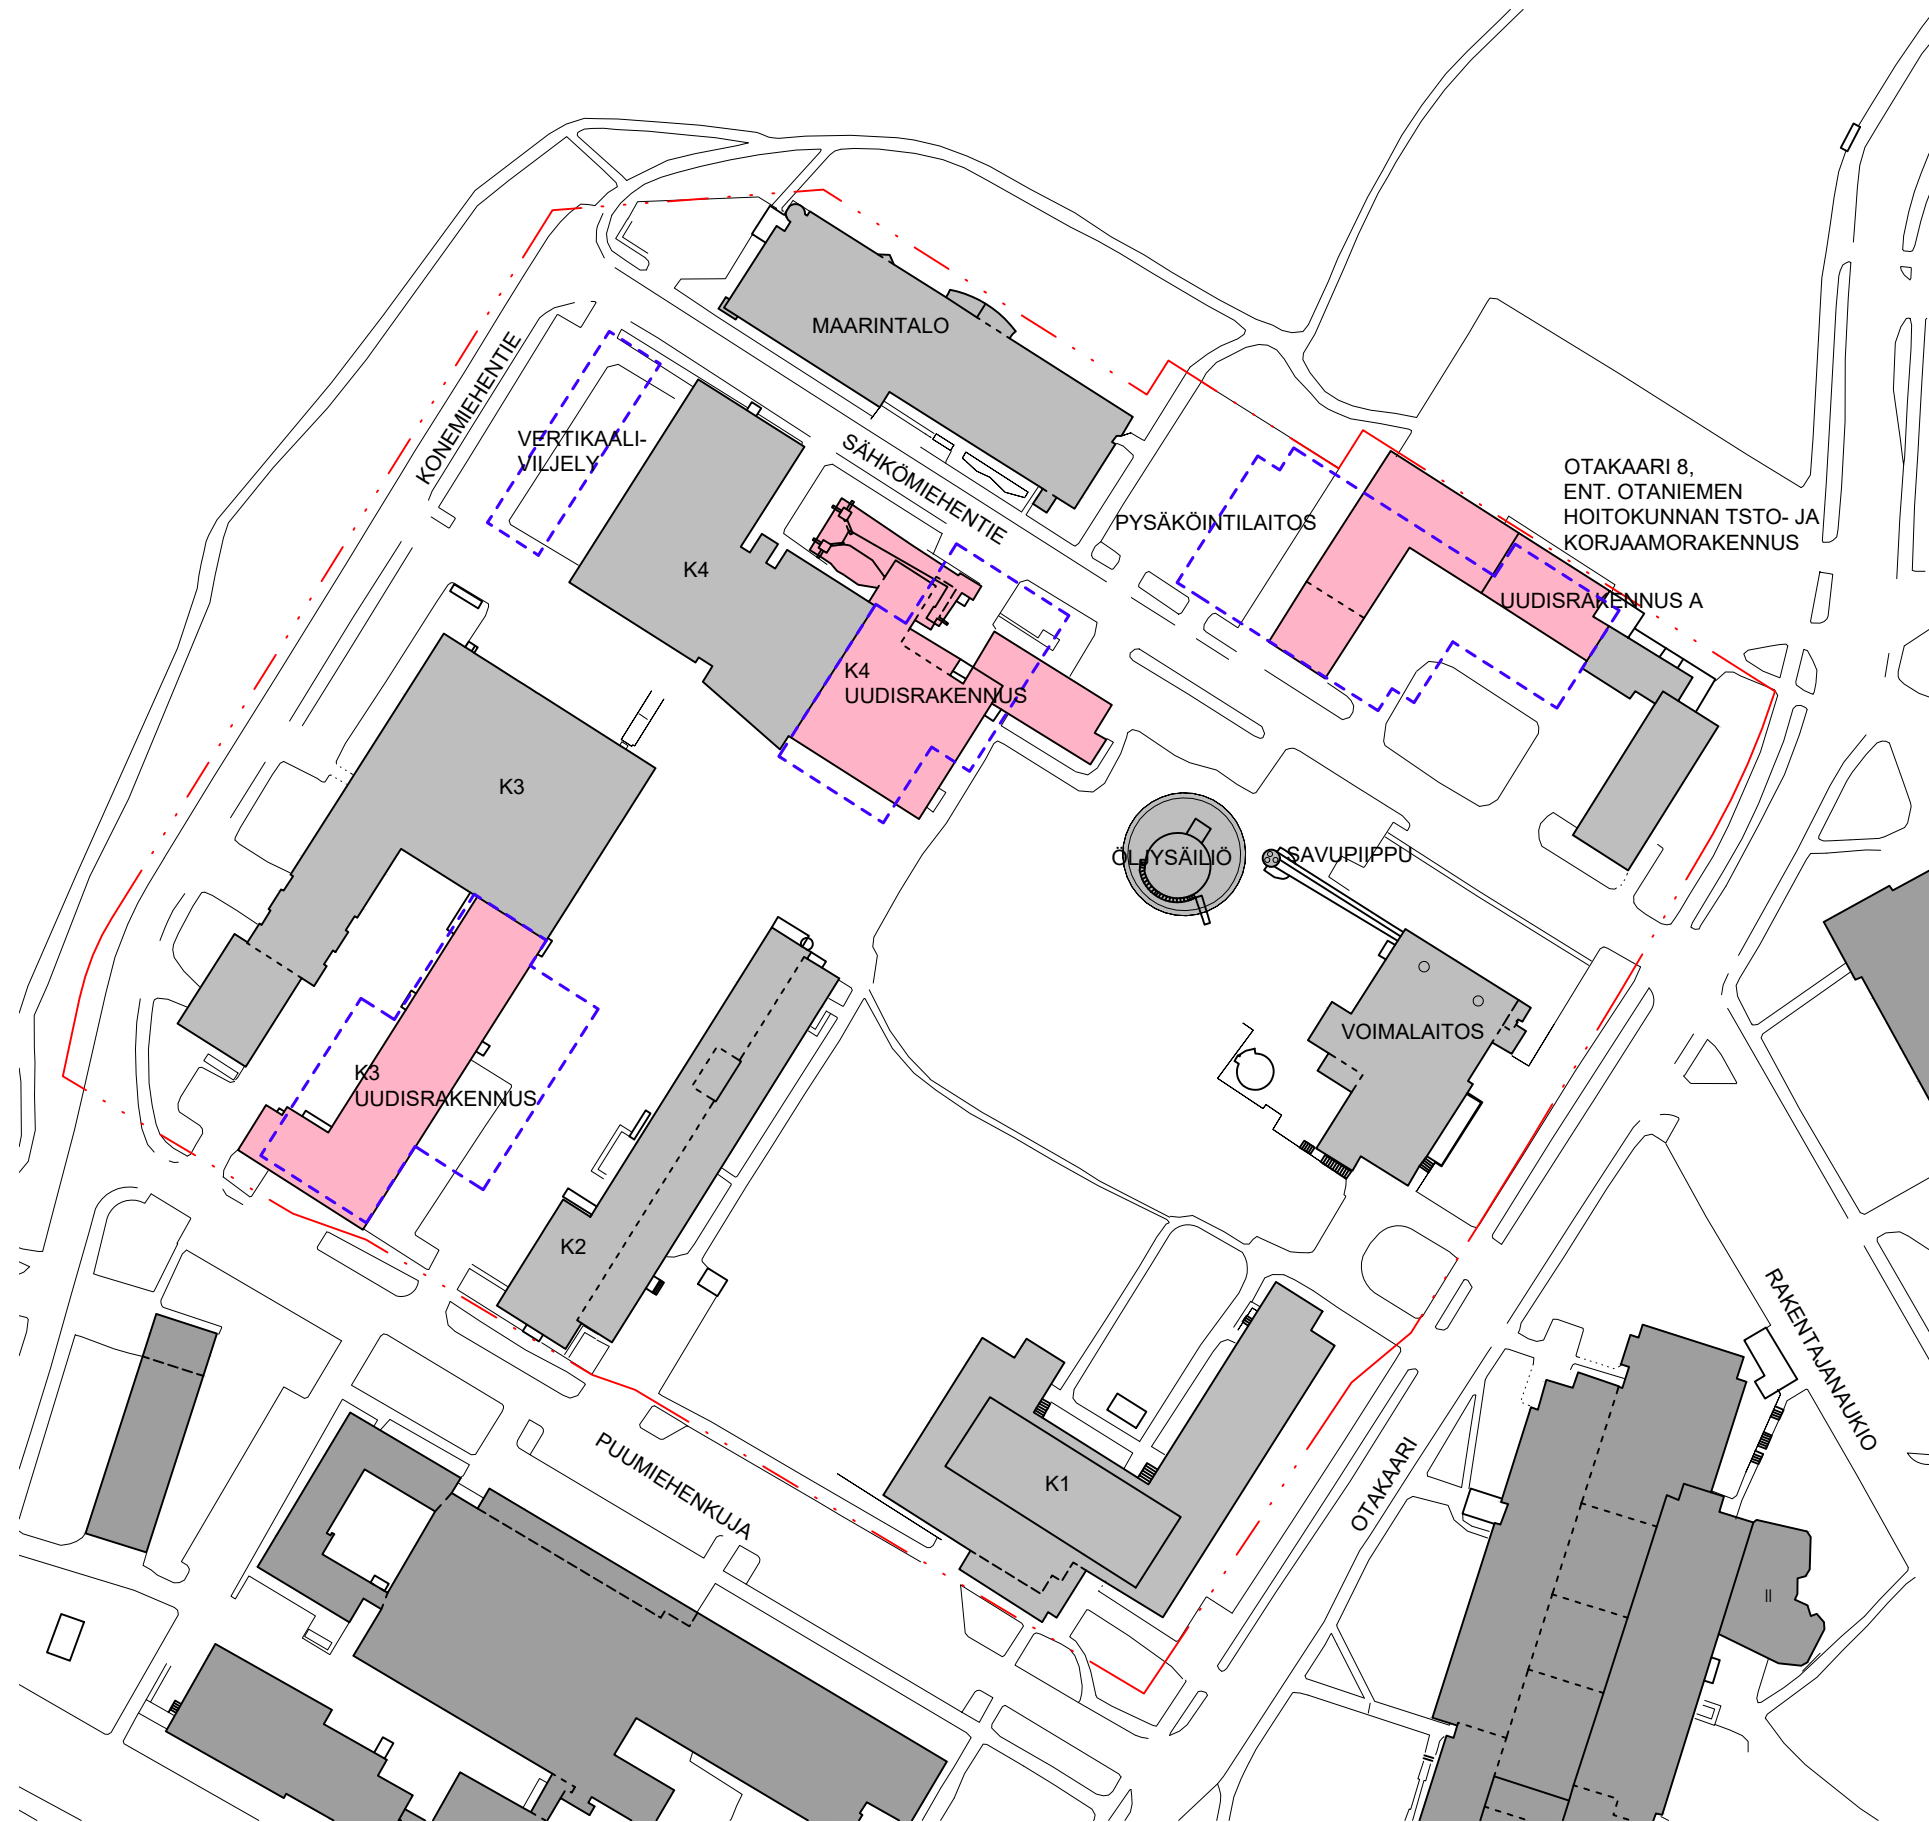 MAARINTALO
KONEMIEHENTIE
VERTIKAALI-
VILJELY
SÄHKÖMIEHENTIE
PYSÄKÖINTILAITOS
OTAKAARI 8,
ENT. OTANIEMEN
HOITOKUNNAN TSTO- JA
KORJAAMORAKENNUS
UUDISRAKENNUS A
K4
K4
UUDISRAKENNUS
K3
ÖLJYSÄILIÖ
SAVUPIIPPU
VOIMALAITOS
K3
UUDISRAKENNUS
K2
RAKENTAJANAUKIO
PUUMIEHENKUJA
K1
OTAKAARI
II